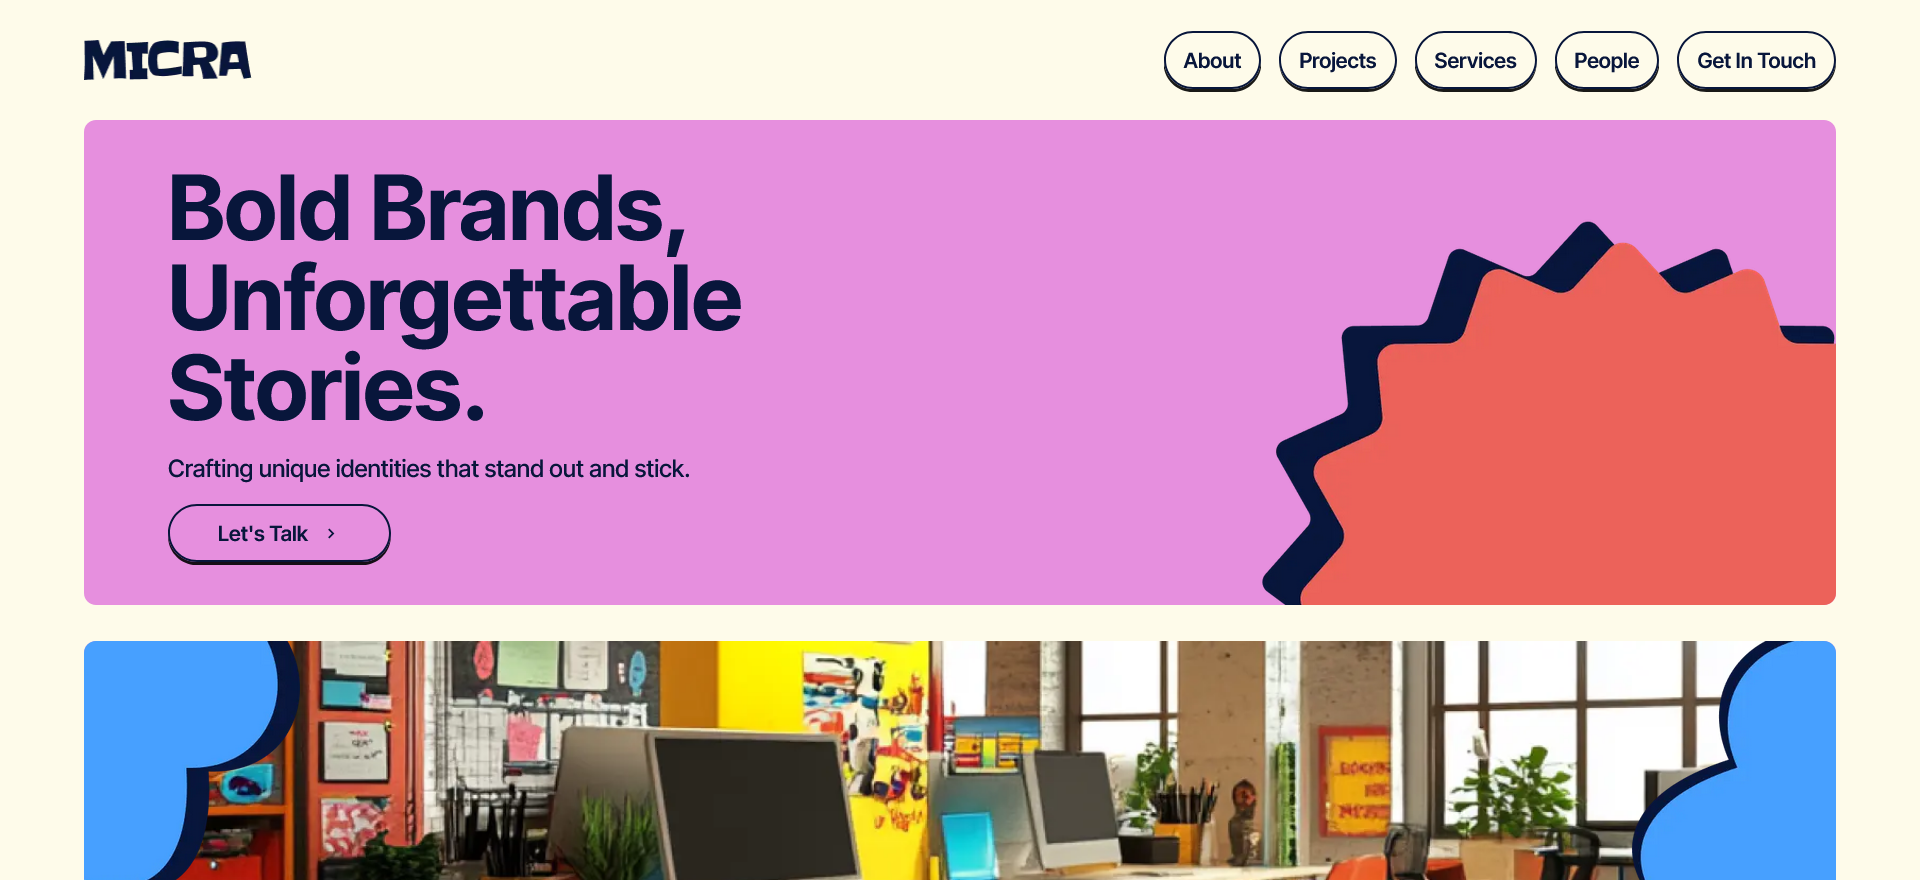 MICRA
About
Projects
Services
People
Get In Touch
Bold Brands,
Unforgettable
Stories.
Crafting unique identities that stand out and stick.
Let's Talk